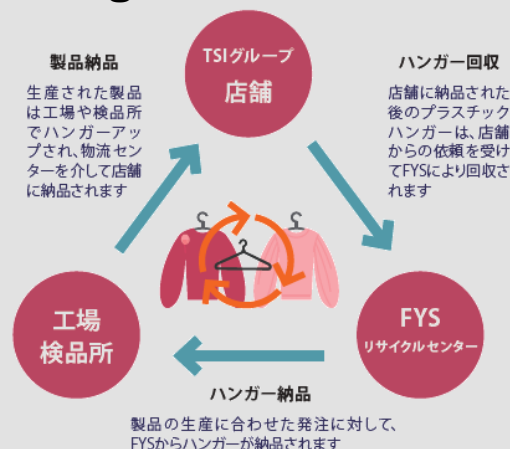 TSIグループ
店舗
製品納品
生産された製品
は工場や検品所
でハンガーアッ
プされ、物流セン
ターを介して店舗
に納品されます
ハンガー回収
店舗に納品された
後のプラスチック
ハンガーは、店舗
からの依頼を受け
てFYSにより回収さ
れます
工場
検品所
FYS
リサイクルセンター
ハンガー納品
製品の生産に合わせた発注に対して、
FYSからハンガーが納品されます